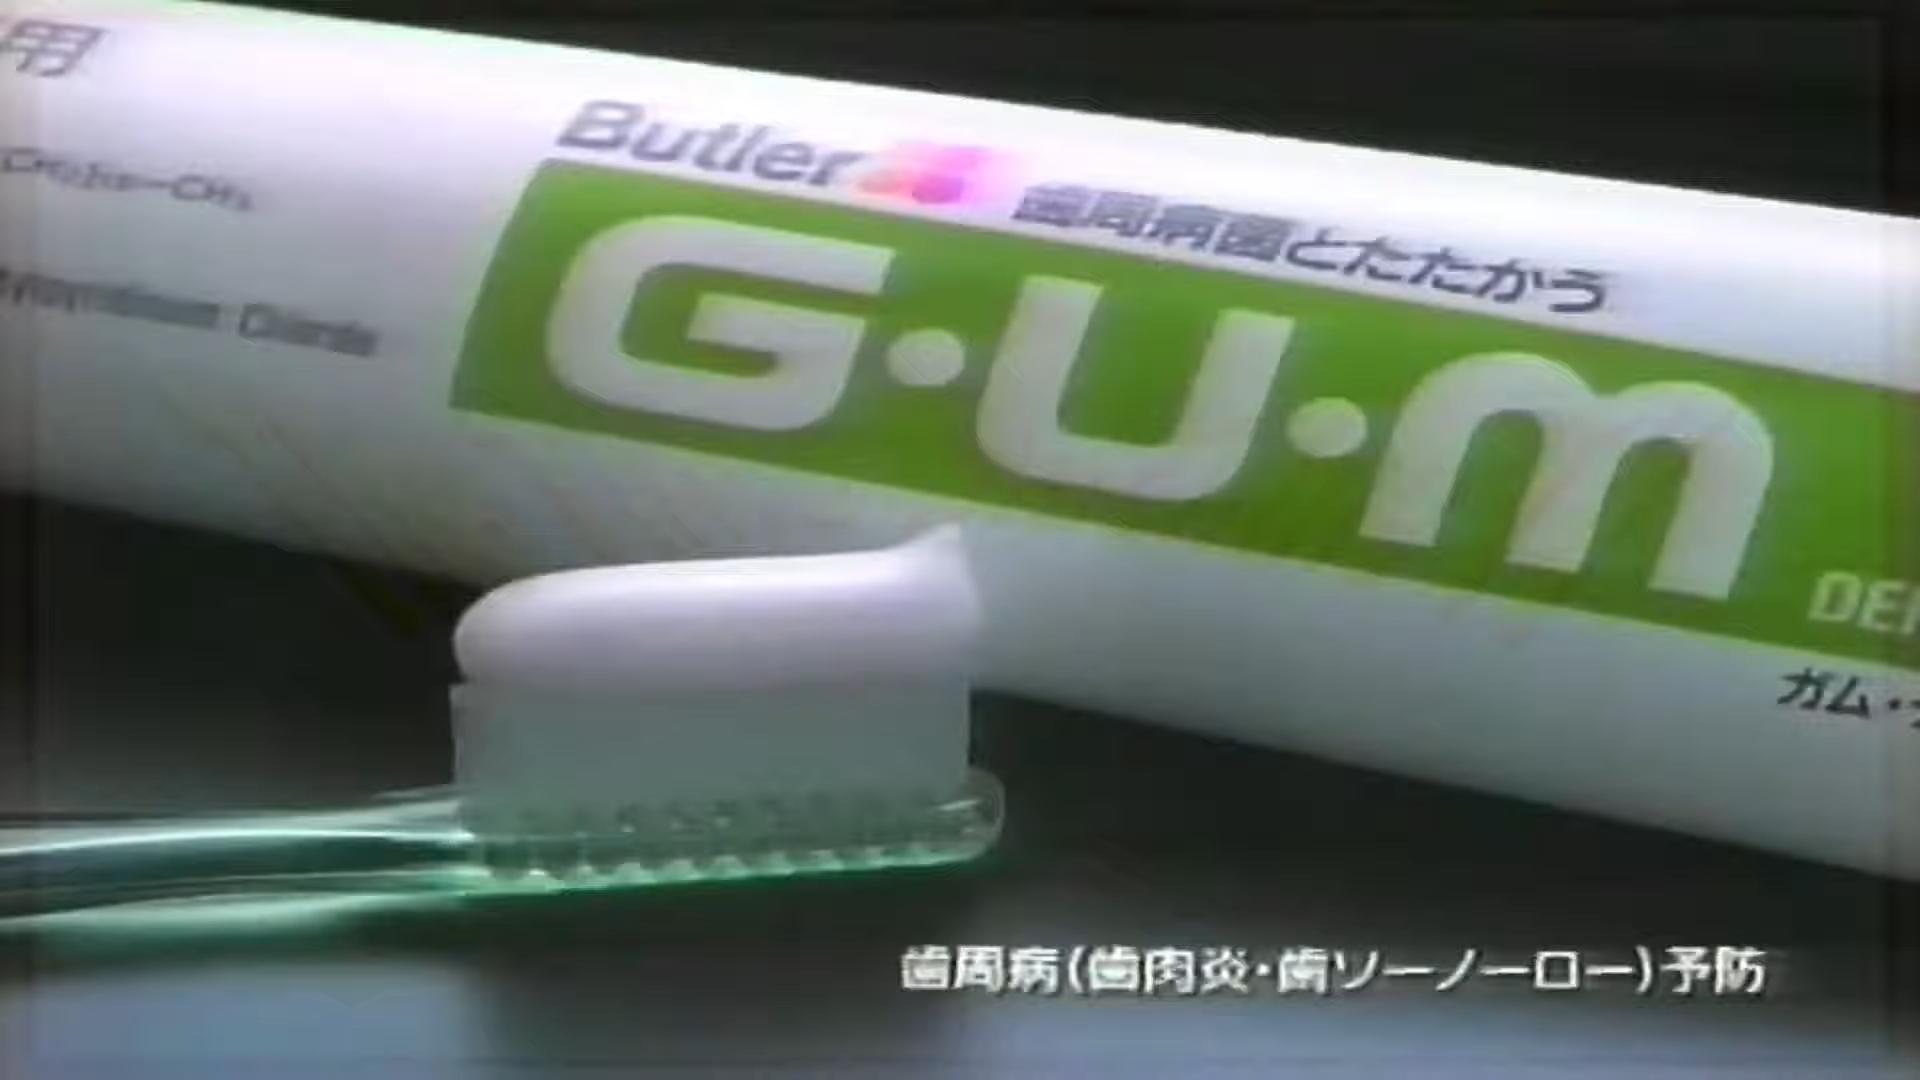 用
Butler
歯周病菌とたたかう
G・U・M
ガム・
歯周病(歯肉炎・歯ソーノーロー)予防